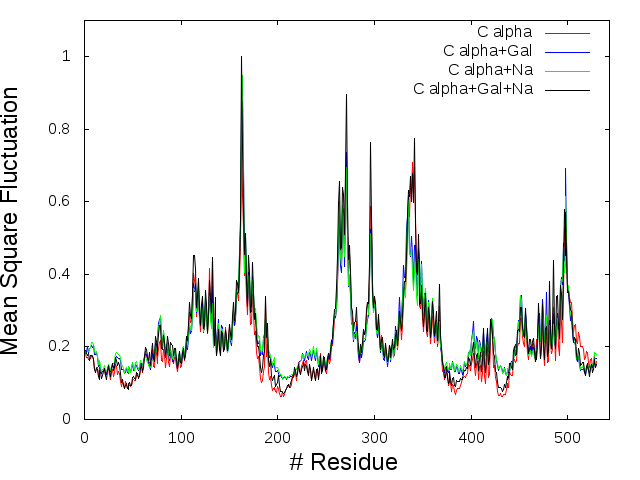 Mean Square Fluctuation
1
0.8
0.6
0.4
0.2
0
0 100 200 300 400 500
# Residue
C alpha
C alpha+Gal
C alpha+Na
C alpha+Gal+Na